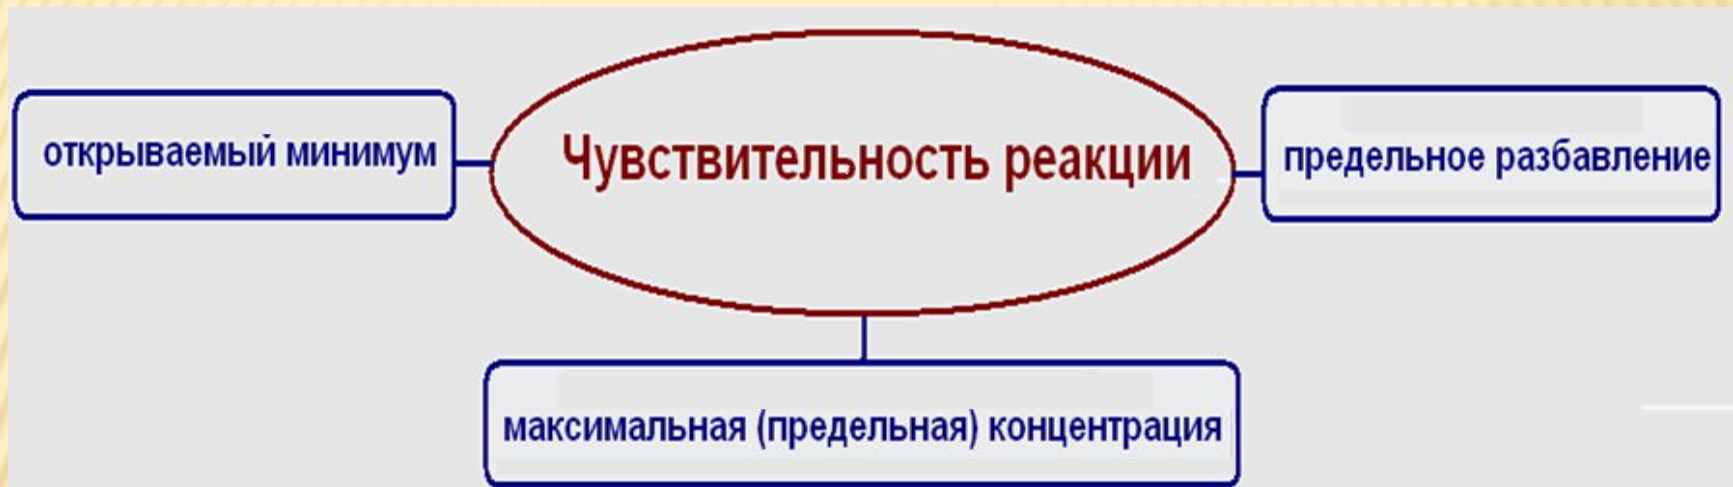 Чувствительность реакции
открываемый минимум
предельное разбавление
максимальная (предельная) концентрация